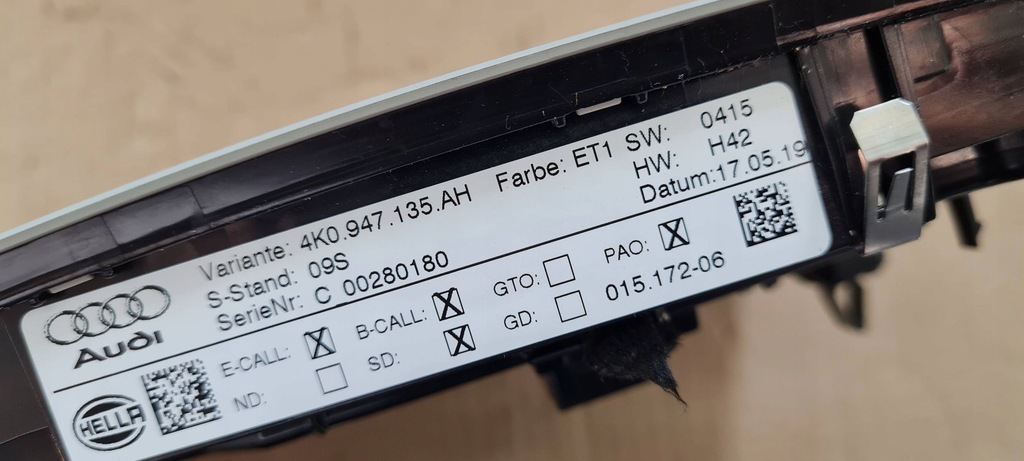 Variante: 4K0.947.135.AH Farbe: ET1 SW: 0415
S-Stand: 09S HW: H42
SerieNr: C 00280180 Datum:17.05.19
Audi
E-CALL: B-CALL: GTO: PAO:
ND: SD: GD: 015.172-06
HELLA